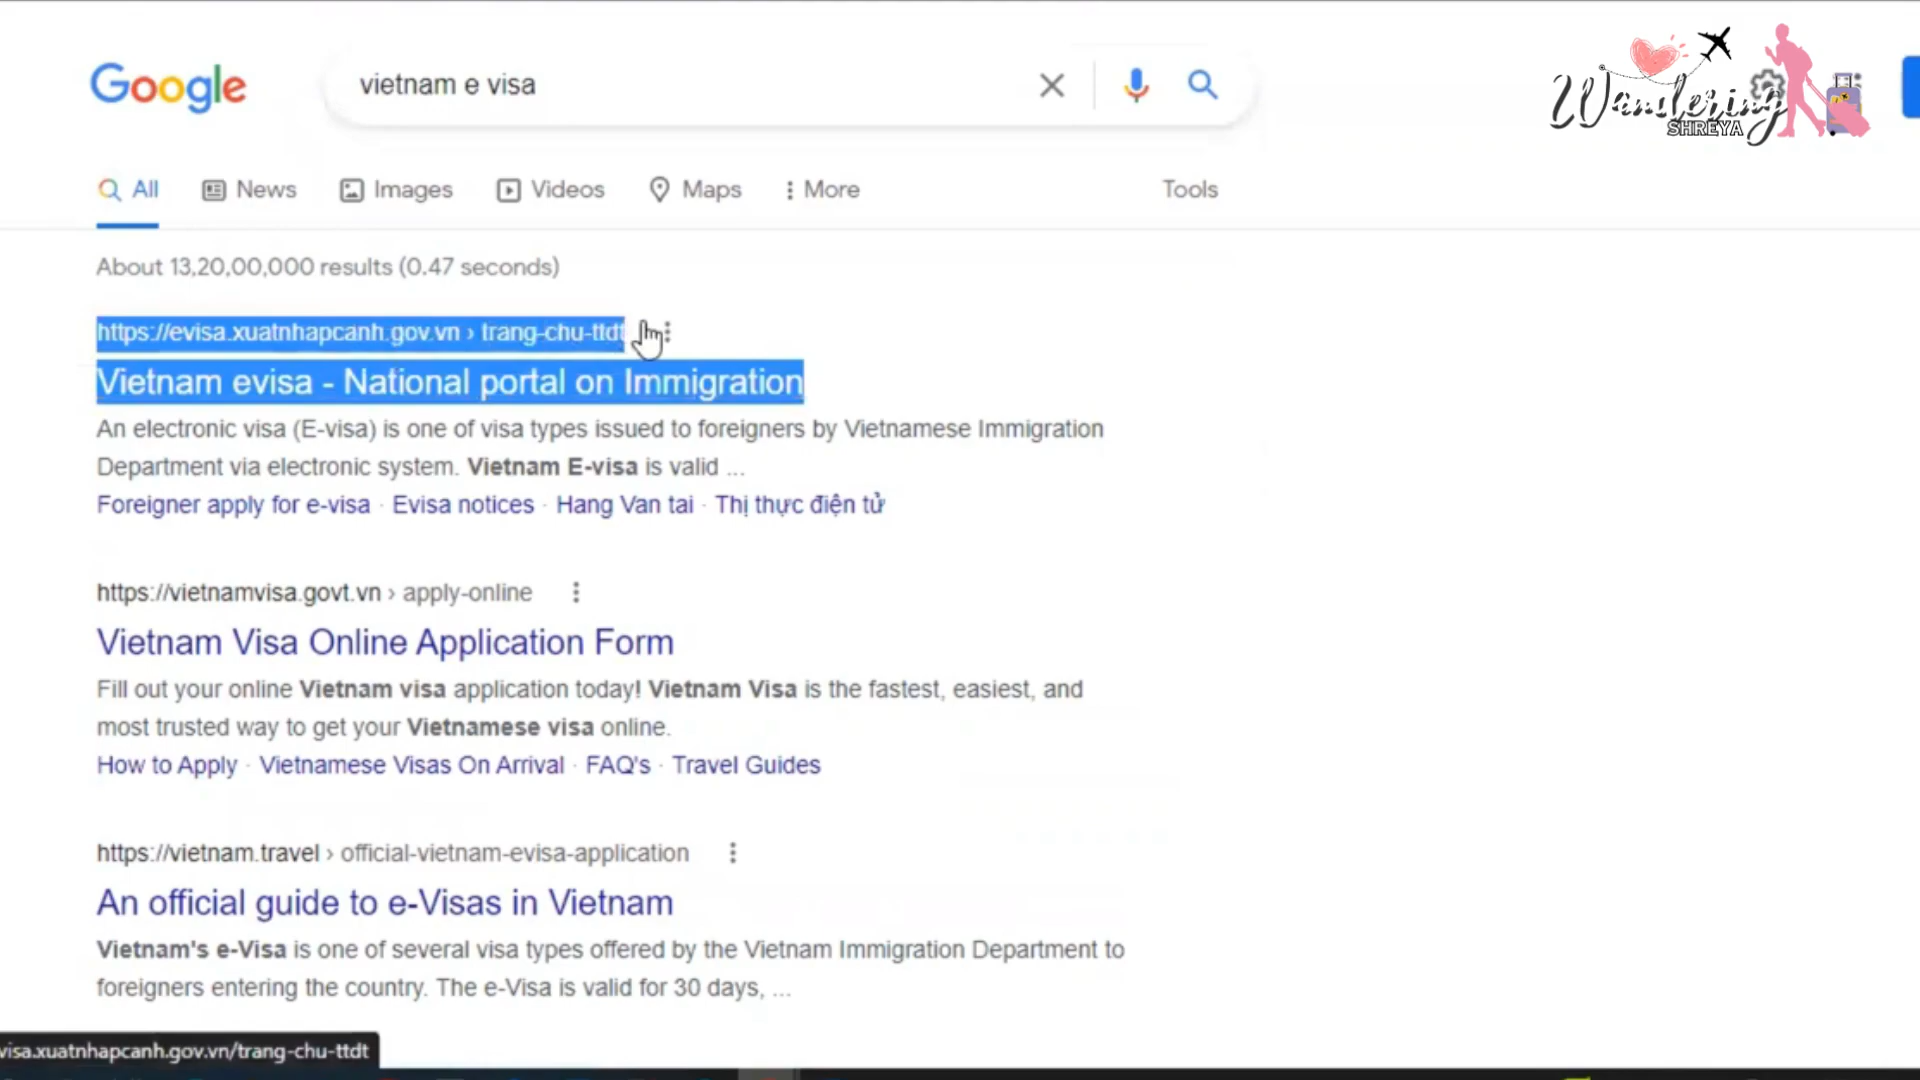 Google
vietnam e visa
Wandering
SHREYA
All
News
Images
Videos
Maps
More
Tools
About 13,20,00,000 results (0.47 seconds)
https://evisa.xuatnhapcanh.gov.vn › trang-chu-ttdt
Vietnam evisa - National portal on Immigration
An electronic visa (E-visa) is one of visa types issued to foreigners by Vietnamese Immigration
Department via electronic system. Vietnam E-visa is valid ...
Foreigner apply for e-visa · Evisa notices · Hang Van tai · Thị thực điện tử
https://vietnamvisa.govt.vn › apply-online
Vietnam Visa Online Application Form
Fill out your online Vietnam visa application today! Vietnam Visa is the fastest, easiest, and
most trusted way to get your Vietnamese visa online.
How to Apply · Vietnamese Visas On Arrival · FAQ's · Travel Guides
https://vietnam.travel › official-vietnam-evisa-application
An official guide to e-Visas in Vietnam
Vietnam's e-Visa is one of several visa types offered by the Vietnam Immigration Department to
foreigners entering the country. The e-Visa is valid for 30 days, ...
visa.xuatnhapcanh.gov.vn/trang-chu-ttdt